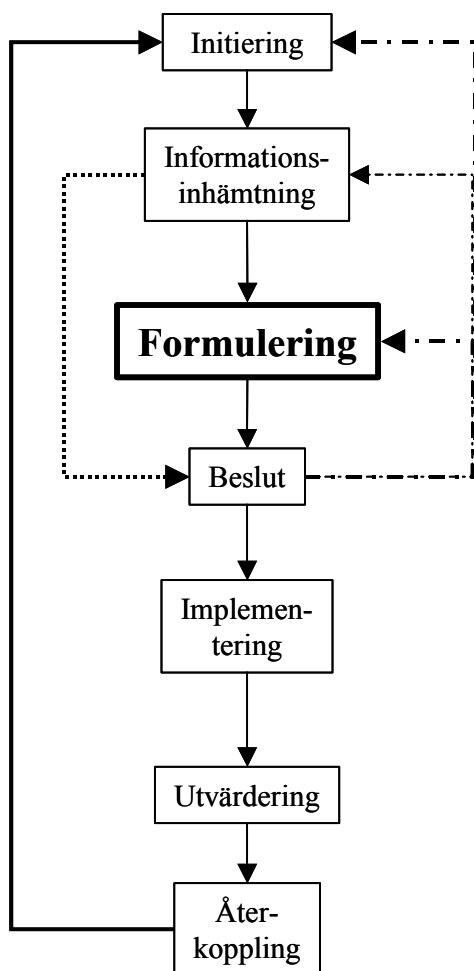 Initiering
Informations-
inhämtning
Formulering
Beslut
Implemen-
tering
Utvärdering
Åter-
koppling